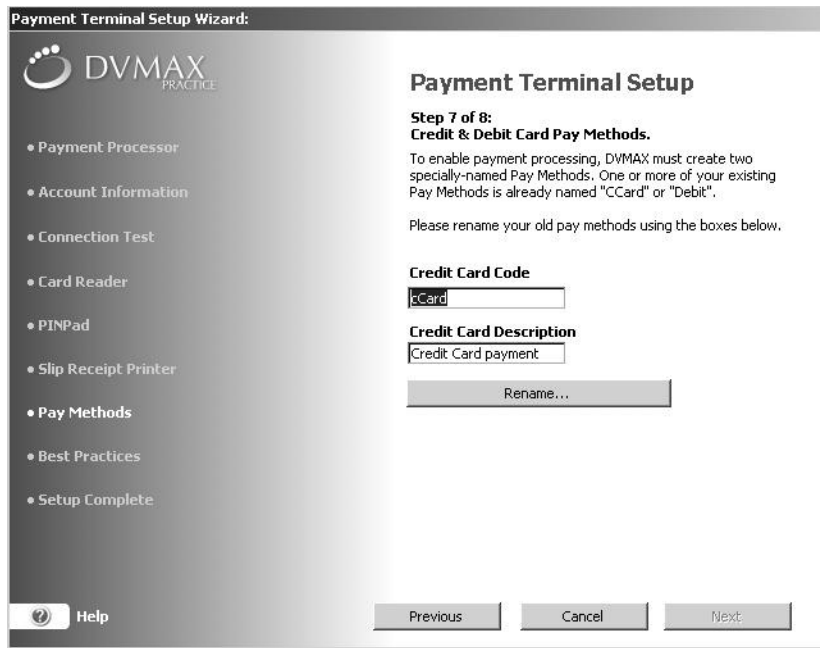 Payment Terminal Setup Wizard:
DVMAX
PRACTICE
• Payment Processor
• Account Information
• Connection Test
• Card Reader
• PINPad
• Slip Receipt Printer
• Pay Methods
• Best Practices
• Setup Complete
? Help
Payment Terminal Setup
Step 7 of 8:
Credit & Debit Card Pay Methods.
To enable payment processing, DVMAX must create two
specially-named Pay Methods. One or more of your existing
Pay Methods is already named "CCard" or "Debit".
Please rename your old pay methods using the boxes below.
Credit Card Code
cCard
Credit Card Description
Credit Card payment
Rename...
Previous
Cancel
Next